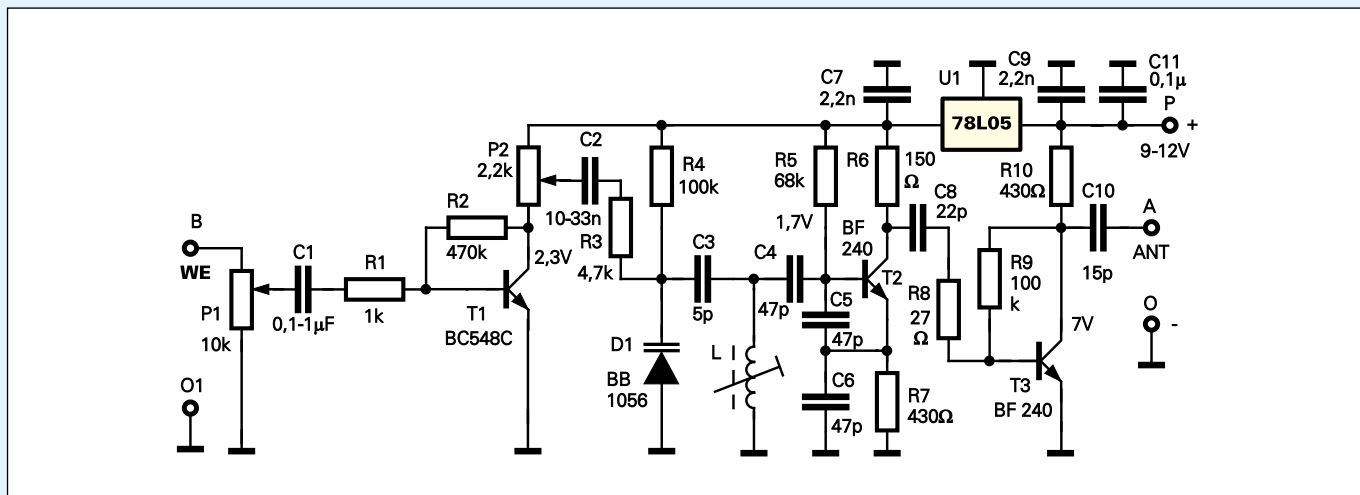 C7
2,2n
U1
C9
2,2n
C11
0,1µ
78L05
P
+
9-12V
P2
2,2k
C2
10-33n
R3
4,7k
R4
100k
R5
68k
1,7V
R6
150
Ω
BF
240
T2
C8
22p
R10
430Ω
C10
15p
A
ANT
B
WE
P1
10k
C1
0,1-1µF
R1
1k
R2
470k
2,3V
T1
BC548C
C3
5p
C4
47p
C5
47p
R8
27
Ω
R9
100
k
7V
O
-
O1
D1
BB
1056
L
C6
47p
R7
430Ω
T3
BF 240